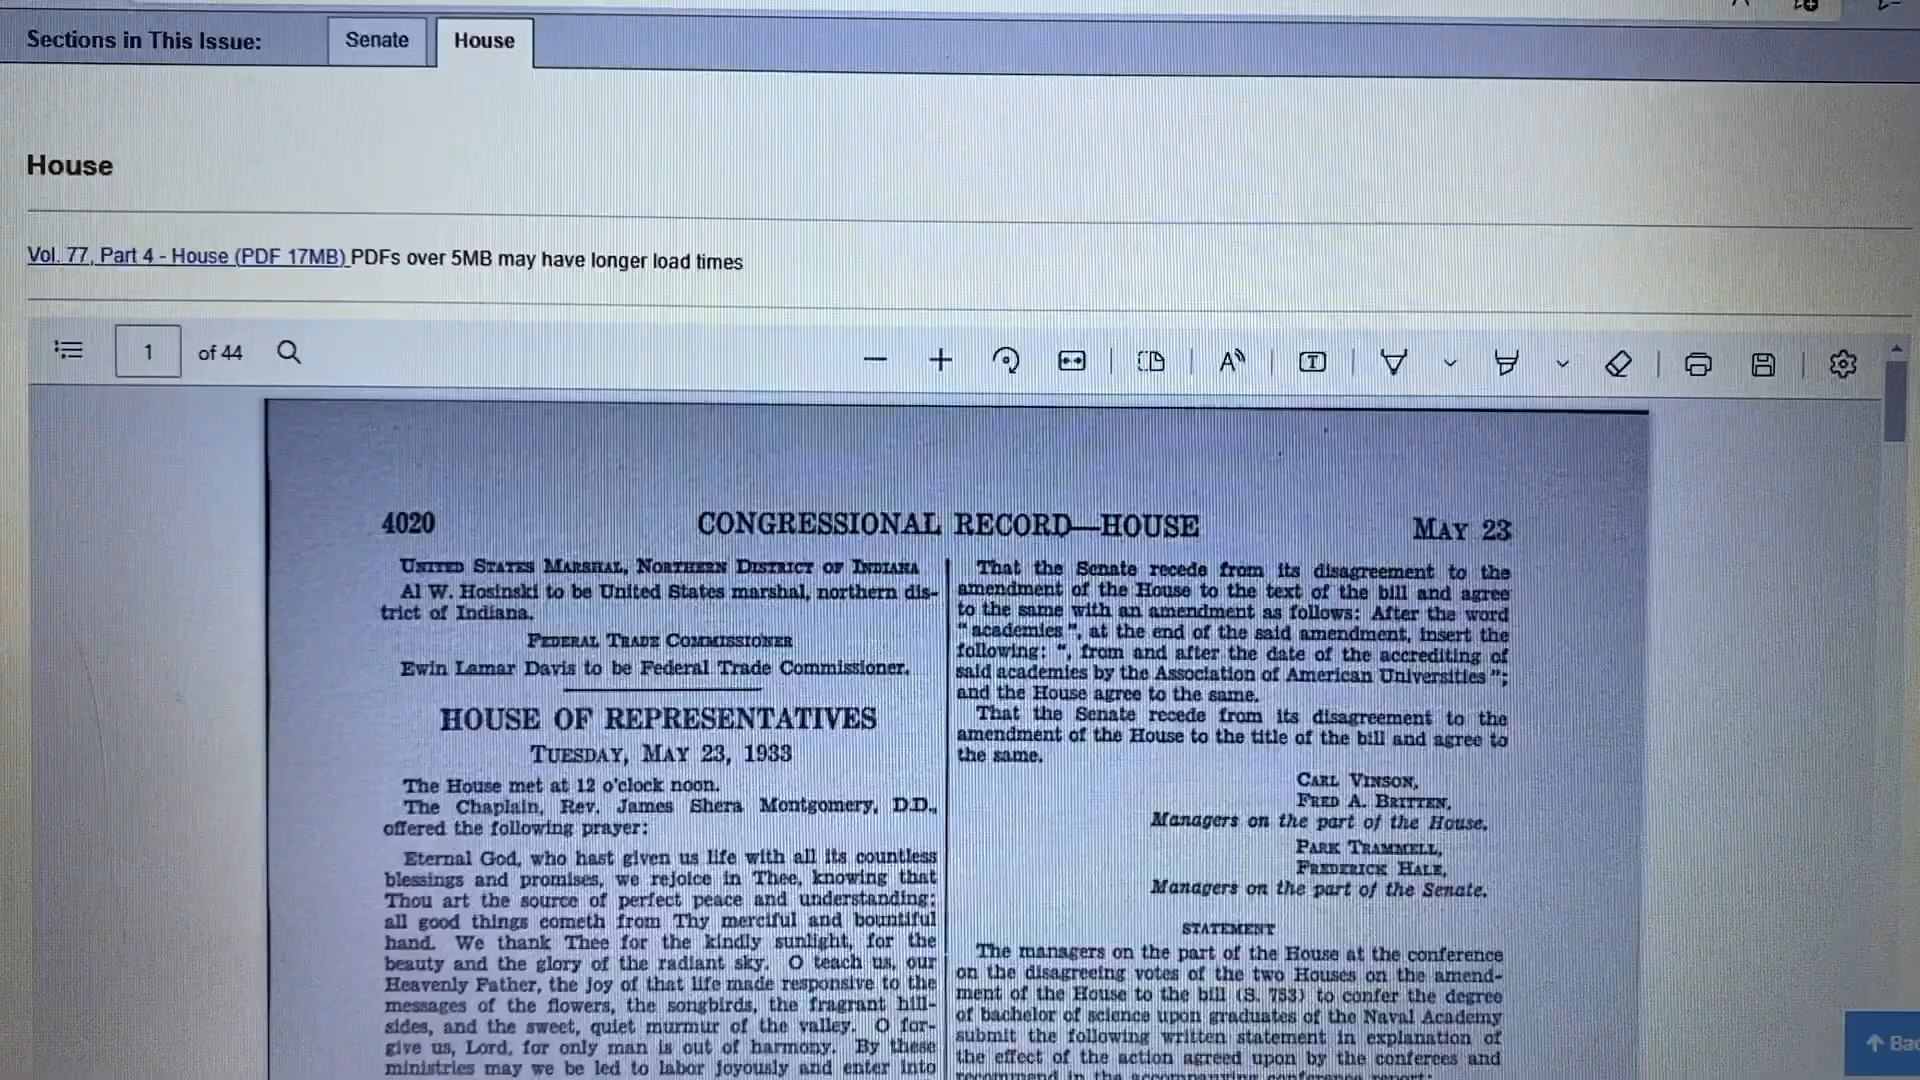 Sections in This Issue: Senate House
House
Vol. 77, Part 4 - House (PDF 17MB) PDFs over 5MB may have longer load times
1 of 44
4020 CONGRESSIONAL RECORD—HOUSE MAY 23
UNITED STATES MARSHAL, NORTHERN DISTRICT OF INDIANA
Al W. Hosinski to be United States marshal, northern dis-
trict of Indiana.
FEDERAL TRADE COMMISSIONER
Ewin Lamar Davis to be Federal Trade Commissioner.
HOUSE OF REPRESENTATIVES
TUESDAY, MAY 23, 1933
The House met at 12 o'clock noon.
The Chaplain, Rev. James Shera Montgomery, D.D.,
offered the following prayer:
Eternal God, who hast given us life with all its countless
blessings and promises, we rejoice in Thee, knowing that
Thou art the source of perfect peace and understanding;
all good things cometh from Thy merciful and bountiful
hand. We thank Thee for the kindly sunlight, for the
beauty and the glory of the radiant sky. O teach us, our
Heavenly Father, the joy of that life made responsive to the
messages of the flowers, the songbirds, the fragrant hill-
sides, and the sweet, quiet murmur of the valley. O for-
give us, Lord, for only man is out of harmony. By these
ministries may we be led to labor joyously and enter into
That the Senate recede from its disagreement to the
amendment of the House to the text of the bill and agree
to the same with an amendment as follows: After the word
"academies", at the end of the said amendment, insert the
following: ", from and after the date of the accrediting of
said academies by the Association of American Universities";
and the House agree to the same.
That the Senate recede from its disagreement to the
amendment of the House to the title of the bill and agree to
the same.
CARL VINSON,
FRED A. BRITTEN,
Managers on the part of the House.
PARK TRAMMELL,
FREDERICK HALE,
Managers on the part of the Senate.
STATEMENT
The managers on the part of the House at the conference
on the disagreeing votes of the two Houses on the amend-
ment of the House to the bill (S. 753) to confer the degree
of bachelor of science upon graduates of the Naval Academy
submit the following written statement in explanation of
the effect of the action agreed upon by the conferees and
recommend in the accompanying conference report:
Bac